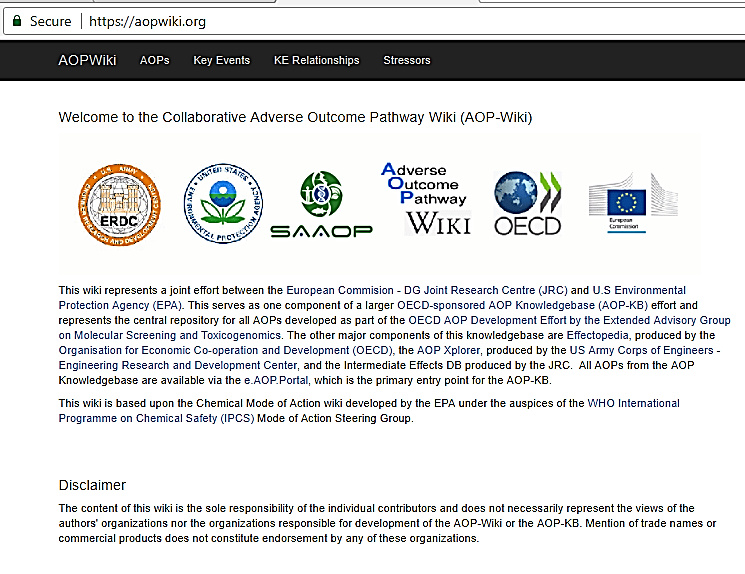 Secure https://aopwiki.org
AOPWiki AOPs Key Events KE Relationships Stressors
Welcome to the Collaborative Adverse Outcome Pathway Wiki (AOP-Wiki)
U.S. ARMY
ERDC
ENGINEER RESEARCH AND DEVELOPMENT CENTER
UNITED STATES
ENVIRONMENTAL PROTECTION AGENCY
SAAOP
Adverse
Outcome
Pathway
WIKI
OECD
European
Commission
This wiki represents a joint effort between the European Commision - DG Joint Research Centre (JRC) and U.S Environmental
Protection Agency (EPA). This serves as one component of a larger OECD-sponsored AOP Knowledgebase (AOP-KB) effort and
represents the central repository for all AOPs developed as part of the OECD AOP Development Effort by the Extended Advisory Group
on Molecular Screening and Toxicogenomics. The other major components of this knowledgebase are Effectopedia, produced by the
Organisation for Economic Co-operation and Development (OECD), the AOP Xplorer, produced by the US Army Corps of Engineers -
Engineering Research and Development Center, and the Intermediate Effects DB produced by the JRC. All AOPs from the AOP
Knowledgebase are available via the e.AOP.Portal, which is the primary entry point for the AOP-KB.
This wiki is based upon the Chemical Mode of Action wiki developed by the EPA under the auspices of the WHO International
Programme on Chemical Safety (IPCS) Mode of Action Steering Group.
Disclaimer
The content of this wiki is the sole responsibility of the individual contributors and does not necessarily represent the views of the
authors' organizations nor the organizations responsible for development of the AOP-Wiki or the AOP-KB. Mention of trade names or
commercial products does not constitute endorsement by any of these organizations.